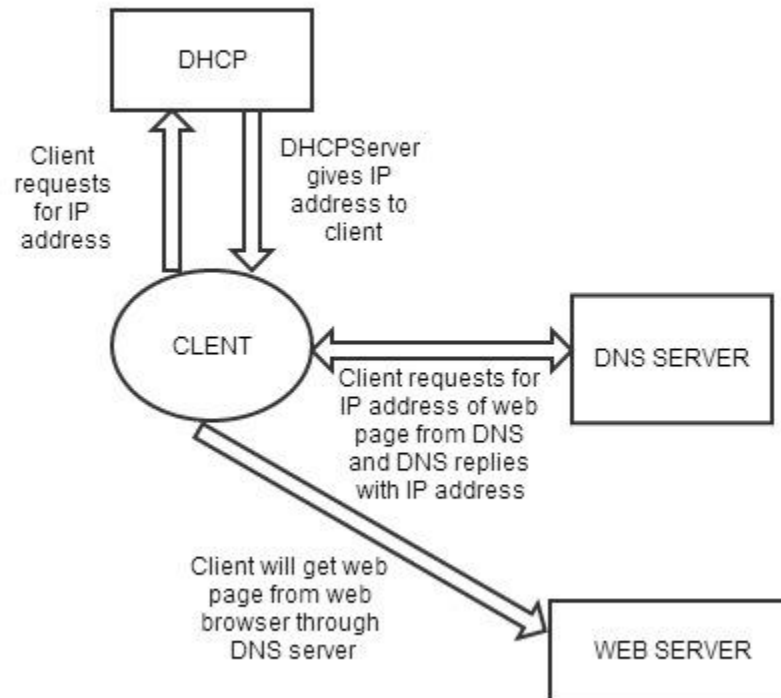 DHCP
Client
requests
for IP
address
DHCPServer
gives IP
address to
client
CLENT
DNS SERVER
Client requests for
IP address of web
page from DNS
and DNS replies
with IP address
Client will get web
page from web
browser through
DNS server
WEB SERVER